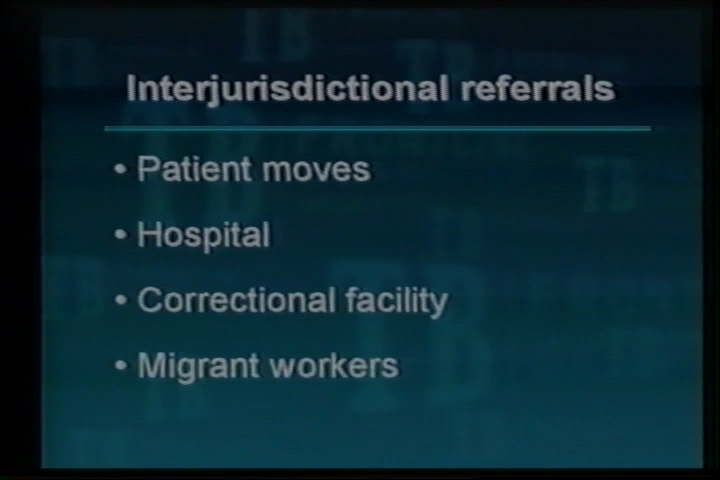 Interjurisdictional referrals
• Patient moves
• Hospital
• Correctional facility
• Migrant workers